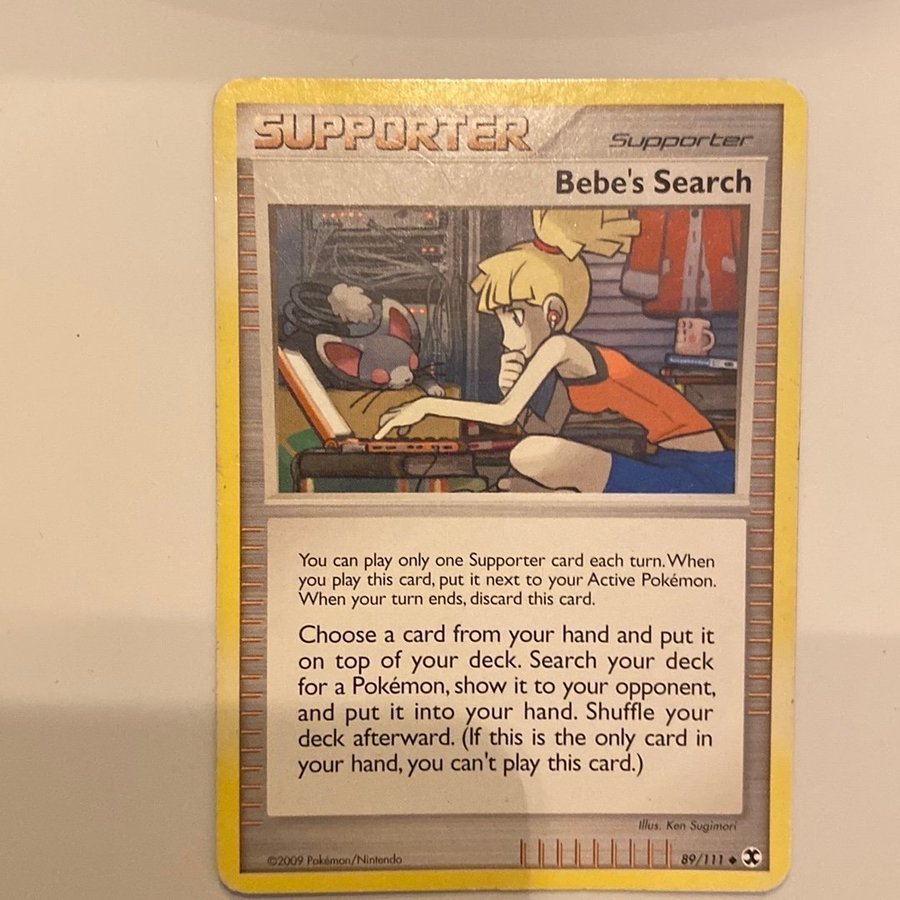 SUPPORTER Supporter
Bebe's Search
You can play only one Supporter card each turn. When
you play this card, put it next to your Active Pokémon.
When your turn ends, discard this card.
Choose a card from your hand and put it
on top of your deck. Search your deck
for a Pokémon, show it to your opponent,
and put it into your hand. Shuffle your
deck afterward. (If this is the only card in
your hand, you can't play this card.)
Illus. Ken Sugimori
©2009 Pokémon/Nintendo 89/111